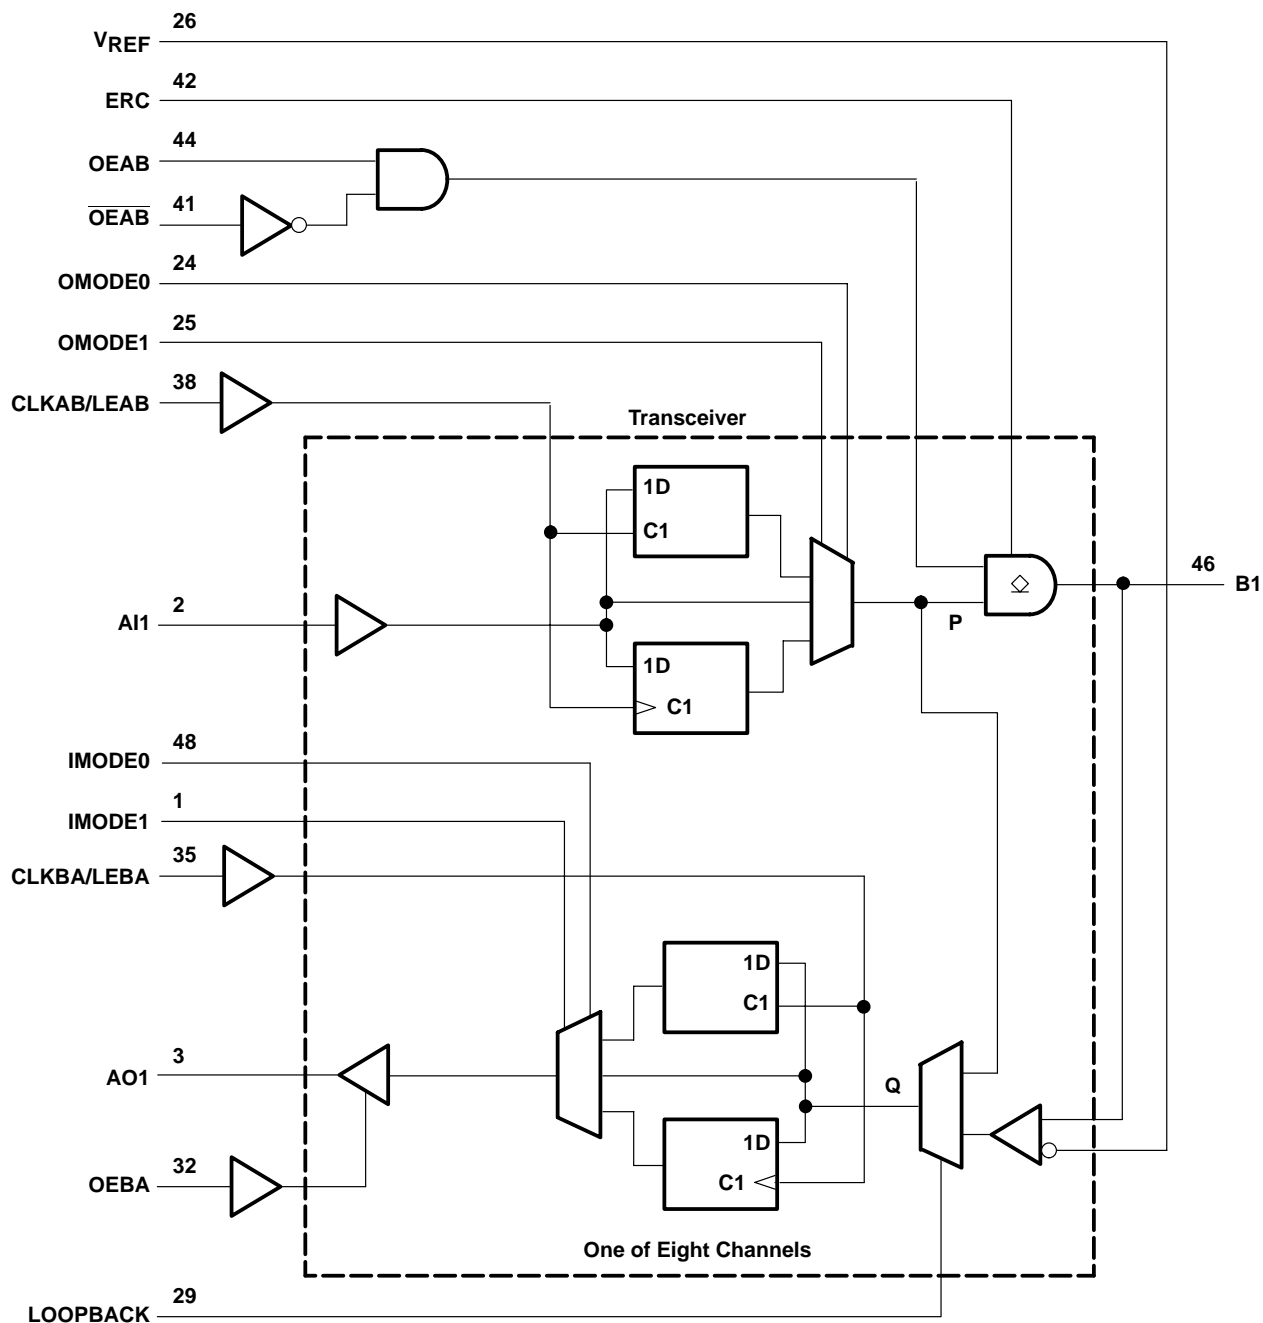 26
VREF
42
ERC
44
OEAB
41
OEAB
24
OMODE0
25
OMODE1
38
CLKAB/LEAB
Transceiver
1D
C1
46
B1
2
AI1
P
1D
C1
48
IMODE0
1
IMODE1
35
CLKBA/LEBA
1D
C1
3
AO1
Q
1D
C1
32
OEBA
One of Eight Channels
29
LOOPBACK